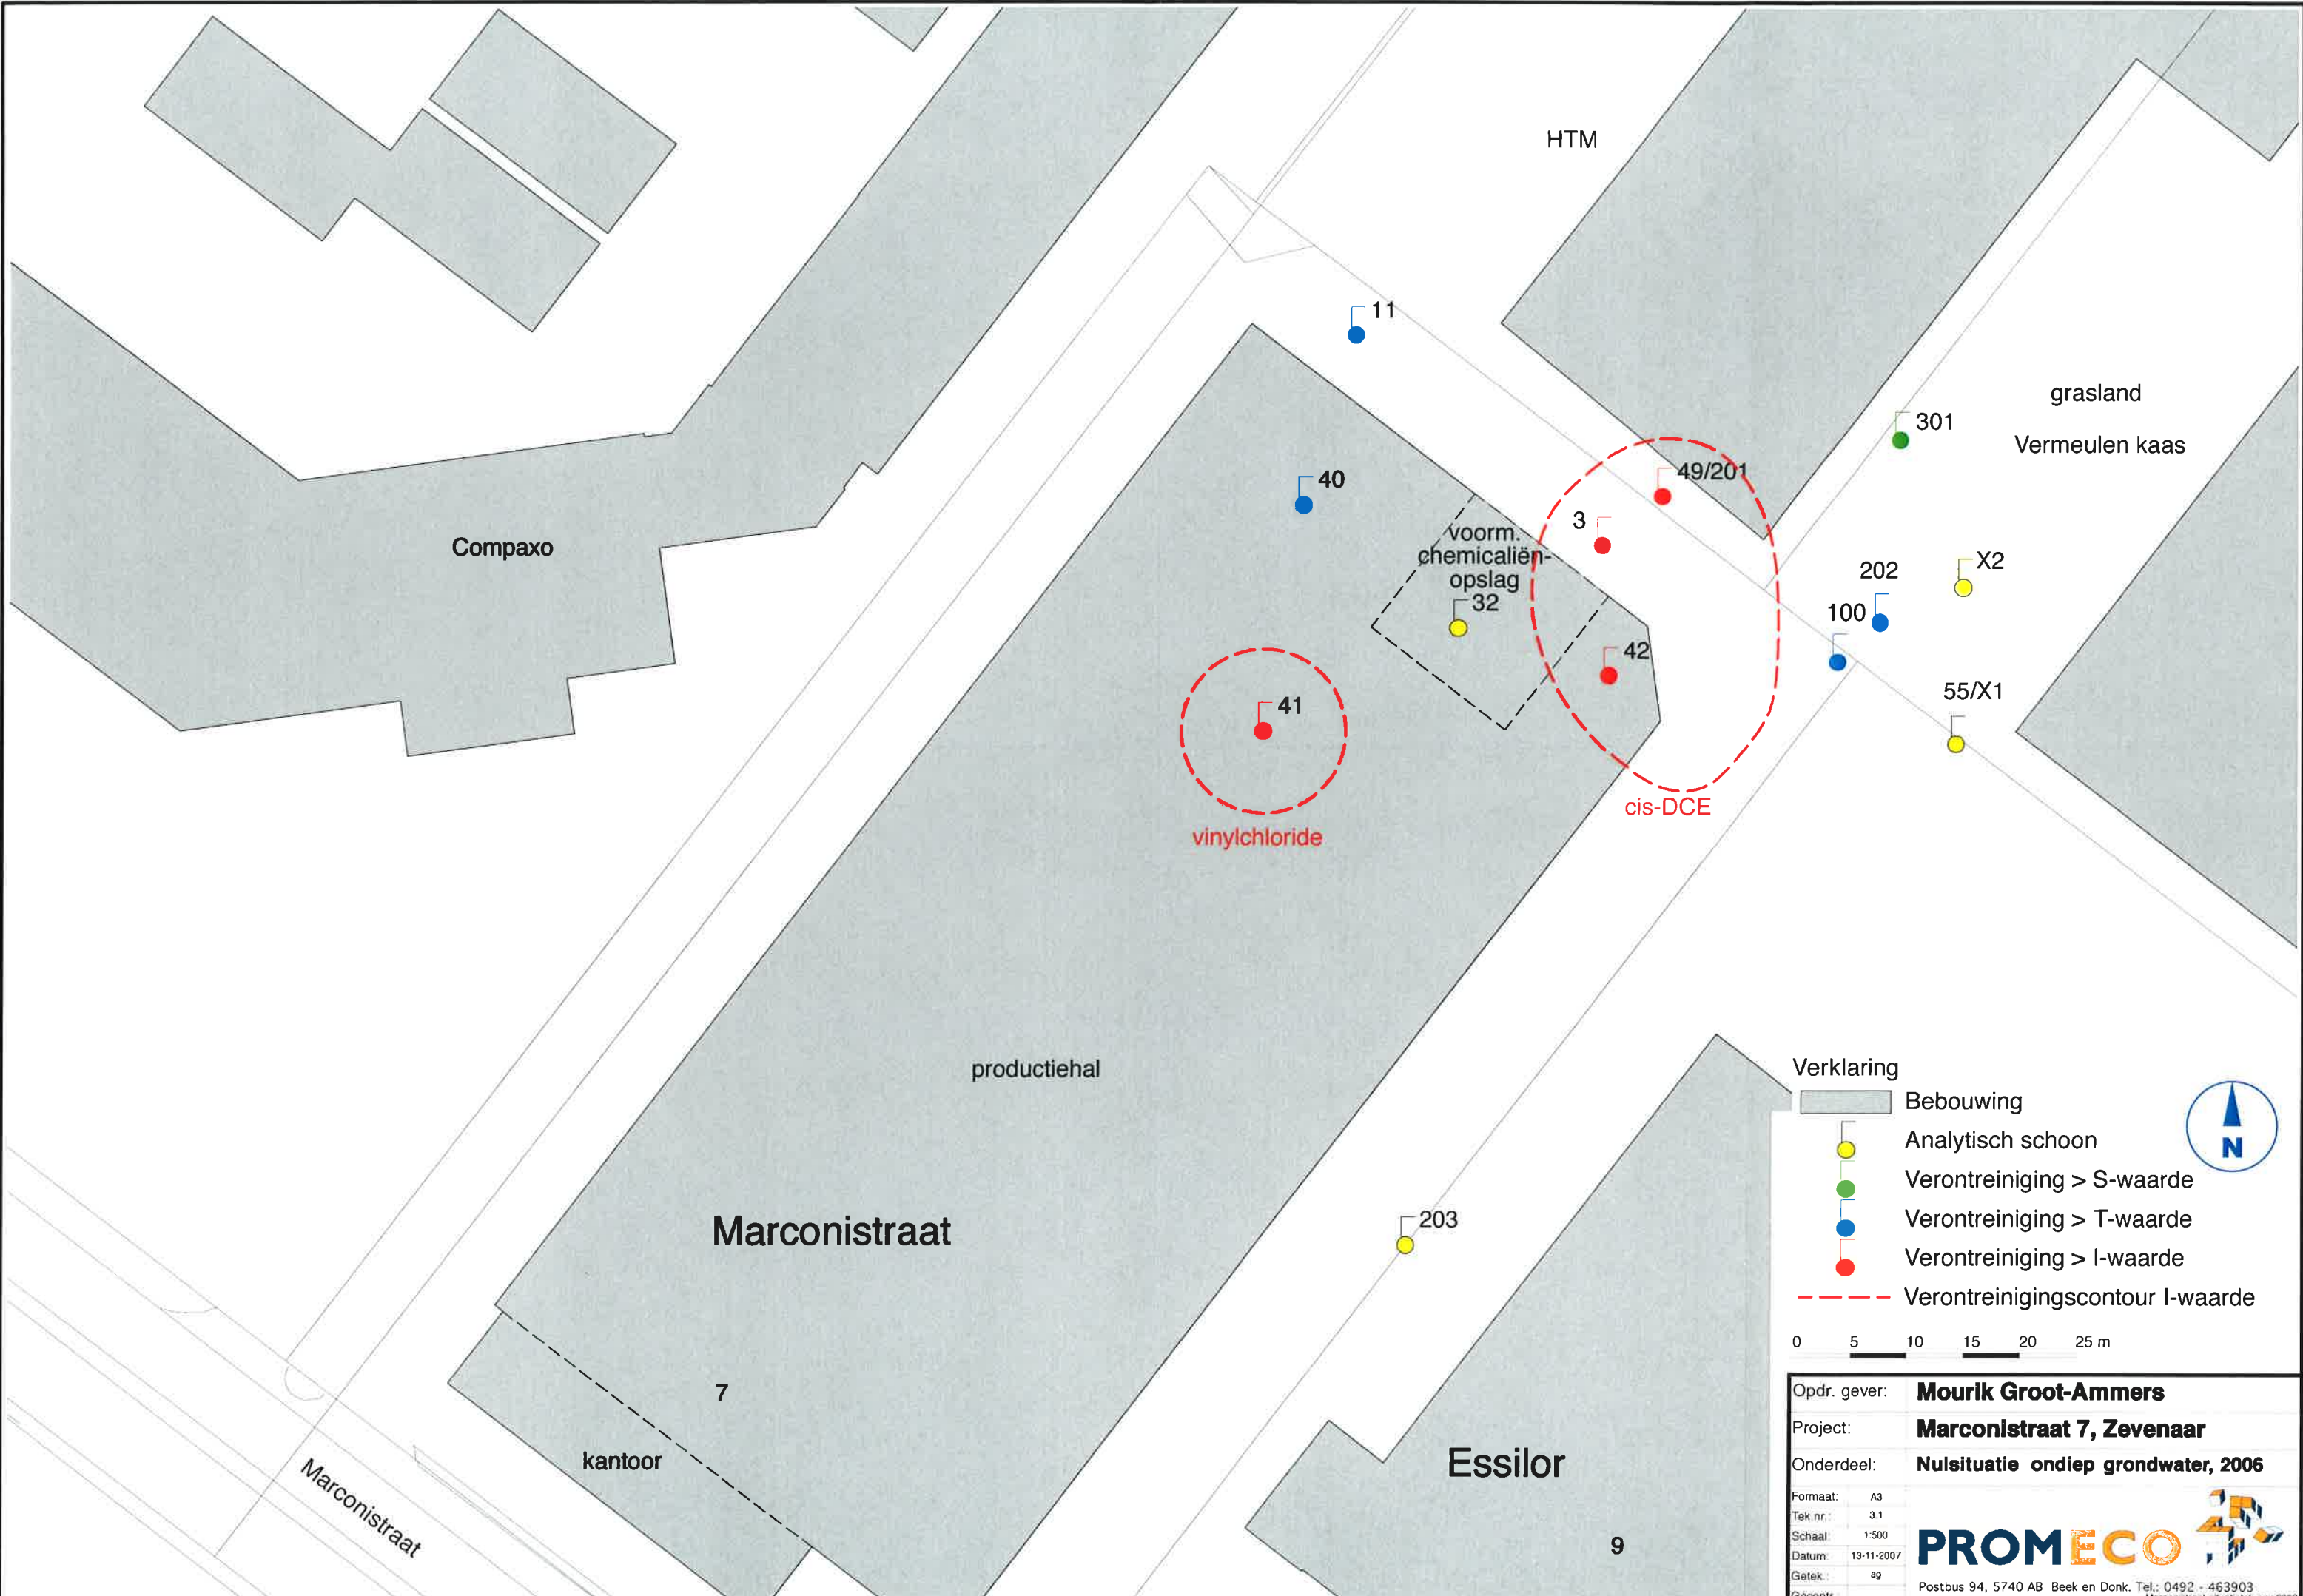 HTM
11
grasland
301
Vermeulen kaas
49/201
40
3
voorm.
chemicaliën-
opslag
32
Compaxo
X2
202
100
42
55/X1
41
cis-DCE
vinylchloride
productiehal
Marconistraat
203
7
kantoor
Essilor
9
Marconistraat
Verklaring
Bebouwing
Analytisch schoon
Verontreiniging > S-waarde
Verontreiniging > T-waarde
Verontreiniging > I-waarde
Verontreinigingscontour I-waarde
N
0 5 10 15 20 25 m
Opdr. gever: Mourik Groot-Ammers
Project: Marconistraat 7, Zevenaar
Onderdeel: Nulsituatie ondiep grondwater, 2006
Formaat: A3
Tek.nr.: 3.1
Schaal: 1:500
Datum: 13-11-2007
Getek.: ag
PROMECO
Postbus 94, 5740 AB Beek en Donk. Tel.: 0492 - 463903